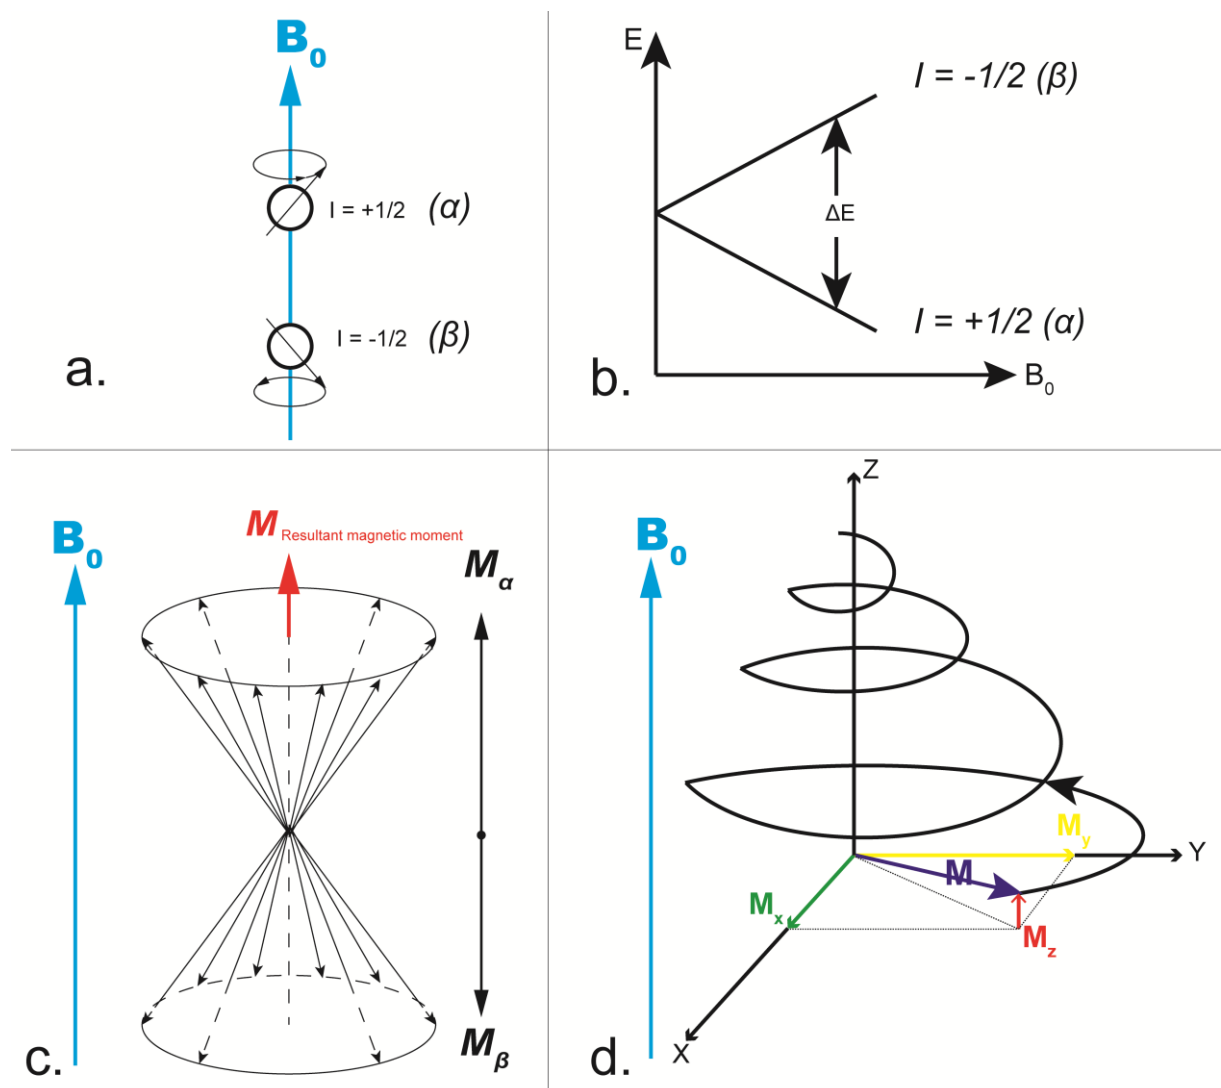 B₀
I = +1/2 (α)
I = -1/2 (β)
a.
E
I = -1/2 (β)
ΔE
I = +1/2 (α)
B₀
b.
B₀
M Resultant magnetic moment
Mα
Mβ
c.
Z
B₀
My
Y
M
Mx
Mz
X
d.